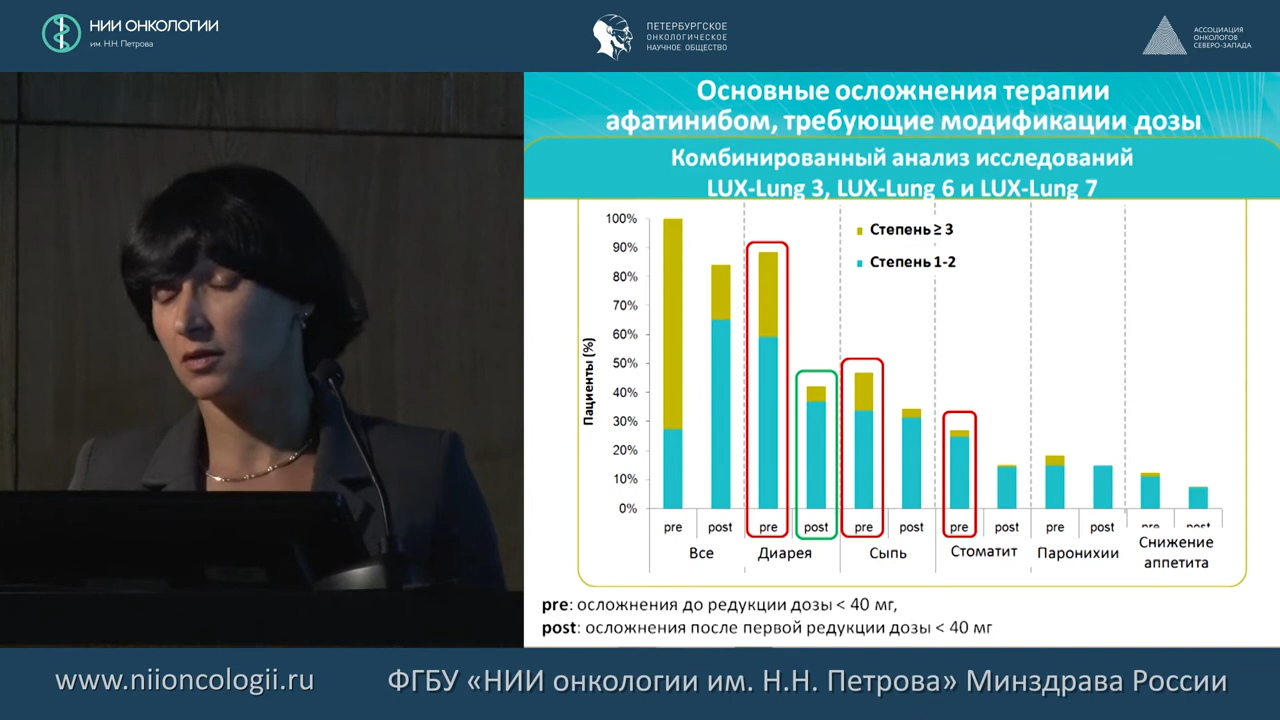 НИИ ОНКОЛОГИИ
им. Н.Н. Петрова
ПЕТЕРБУРГСКОЕ
ОНКОЛОГИЧЕСКОЕ
НАУЧНОЕ ОБЩЕСТВО
АССОЦИАЦИЯ
ОНКОЛОГОВ
СЕВЕРО-ЗАПАДА
Основные осложнения терапии
афатинибом, требующие модификации дозы
Комбинированный анализ исследований
LUX-Lung 3, LUX-Lung 6 и LUX-Lung 7
Пациенты (%)
100%
90%
80%
70%
60%
50%
40%
30%
20%
10%
0%
Степень ≥ 3
Степень 1-2
pre post pre post pre post pre post pre post pre post
Все Диарея Сыпь Стоматит Паронихии Снижение
аппетита
pre: осложнения до редукции дозы < 40 мг,
post: осложнения после первой редукции дозы < 40 мг
www.niioncologii.ru ФГБУ «НИИ онкологии им. Н.Н. Петрова» Минздрава России